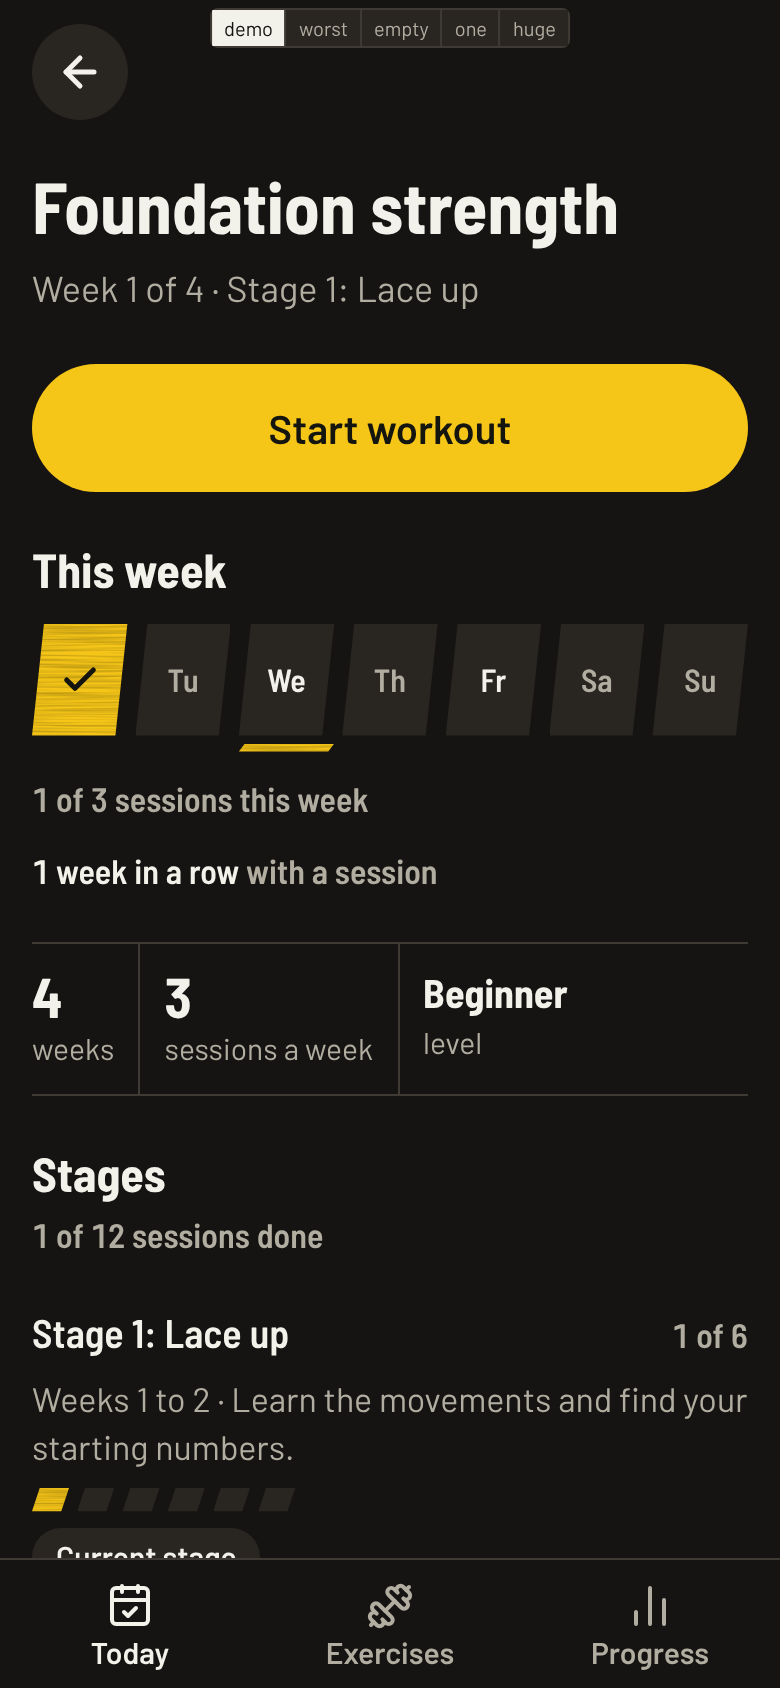 demo worst empty one huge
Foundation strength
Week 1 of 4 · Stage 1: Lace up
Start workout
This week
Tu We Th Fr Sa Su
1 of 3 sessions this week
1 week in a row with a session
4 3 Beginner
weeks sessions a week level
Stages
1 of 12 sessions done
Stage 1: Lace up 1 of 6
Weeks 1 to 2 · Learn the movements and find your
starting numbers.
Current stage
Today Exercises Progress